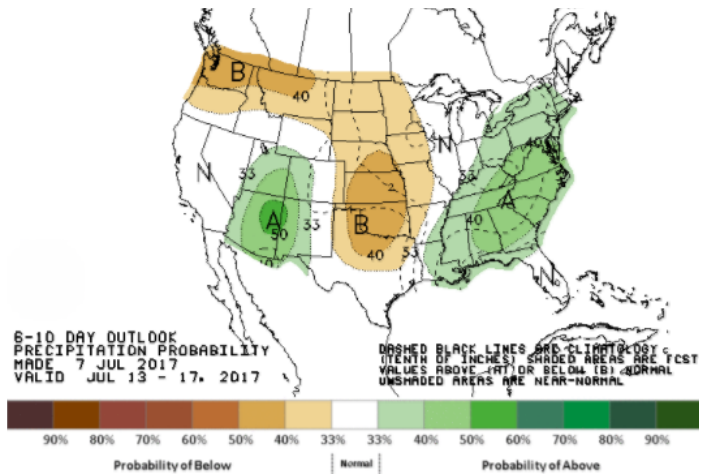 N
B
40
N
40
33
33
N
2
A
A
50
33
B
40
40
33
N
6-10 DAY OUTLOOK
PRECIPITATION PROBABILITY
MADE 7 JUL 2017
VALID JUL 13 - 17, 2017
DASHED BLACK LINES ARE CLIMATOLOGY
(TENTH OF INCHES) SHADED AREAS ARE FCST
VALUES ABOVE (A) OR BELOW (B) NORMAL
UNSHADED AREAS ARE NEAR-NORMAL
90% 80% 70% 60% 50% 40% 33% 33% 40% 50% 60% 70% 80% 90%
Probability of Below Normal Probability of Above